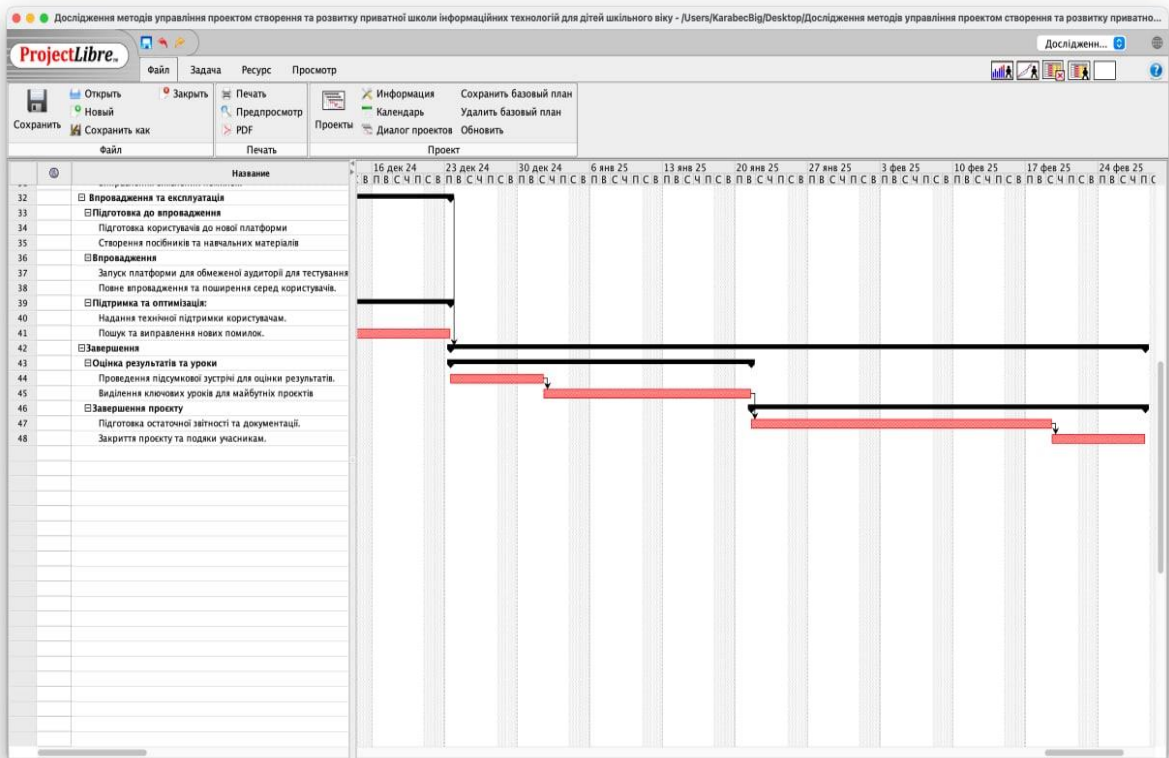 Дослідження методів управління проектом створення та розвитку приватної школи інформаційних технологій для дітей шкільного віку - /Users/KarabecBig/Desktop/Дослідження методів управління проектом створення та розвитку приватно...
ProjectLibre™
Дослідженн...
Файл Задача Ресурс Просмотр
Сохранить
Открыть
Новый
Сохранить как
Закрыть
Файл
Печать
Предпросмотр
PDF
Печать
Проекты
Информация
Календарь
Диалог проектов
Сохранить базовый план
Удалить базовый план
Обновить
Проект
Название
16 дек 24 23 дек 24 30 дек 24 6 янв 25 13 янв 25 20 янв 25 27 янв 25 3 фев 25 10 фев 25 17 фев 25 24 фев 25
С В П В С Ч П С В П В С Ч П С В П В С Ч П С В П В С Ч П С В П В С Ч П С В П В С Ч П С В П В С Ч П С В П В С Ч П С В П В С Ч П С В П В С Ч П С В П В С Ч П С
32 Впровадження та експлуатація
33 Підготовка до впровадження
34 Підготовка користувачів до нової платформи
35 Створення посібників та навчальних матеріалів
36 Впровадження
37 Запуск платформи для обмеженої аудиторії для тестування
38 Повне впровадження та поширення серед користувачів.
39 Підтримка та оптимізація:
40 Надання технічної підтримки користувачам.
41 Пошук та виправлення нових помилок.
42 Завершення
43 Оцінка результатів та уроки
44 Проведення підсумкової зустрічі для оцінки результатів.
45 Виділення ключових уроків для майбутніх проєктів
46 Завершення проєкту
47 Підготовка остаточної звітності та документації.
48 Закриття проєкту та подяки учасникам.